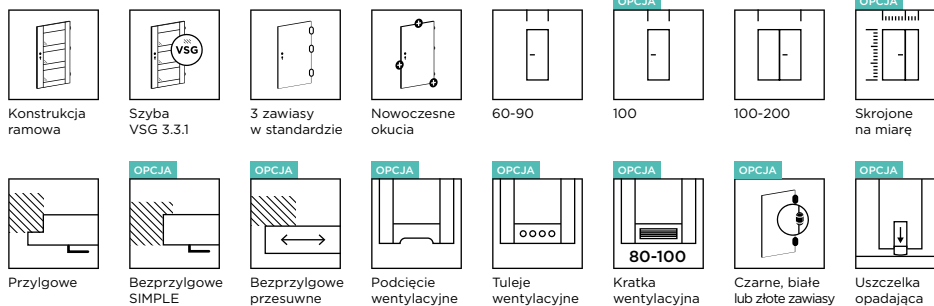 OPCJA
OPCJA
VSG
Konstrukcja
ramowa
Szyba
VSG 3.3.1
3 zawiasy
w standardzie
Nowoczesne
okucia
60-90
100
100-200
Skrojone
na miarę
OPCJA
OPCJA
OPCJA
OPCJA
OPCJA
OPCJA
OPCJA
80-100
Przylgowe
Bezprzylgowe
SIMPLE
Bezprzylgowe
przesuwne
Podcięcie
wentylacyjne
Tuleje
wentylacyjne
Kratka
wentylacyjna
Czarne, białe
lub złote zawiasy
Uszczelka
opadająca